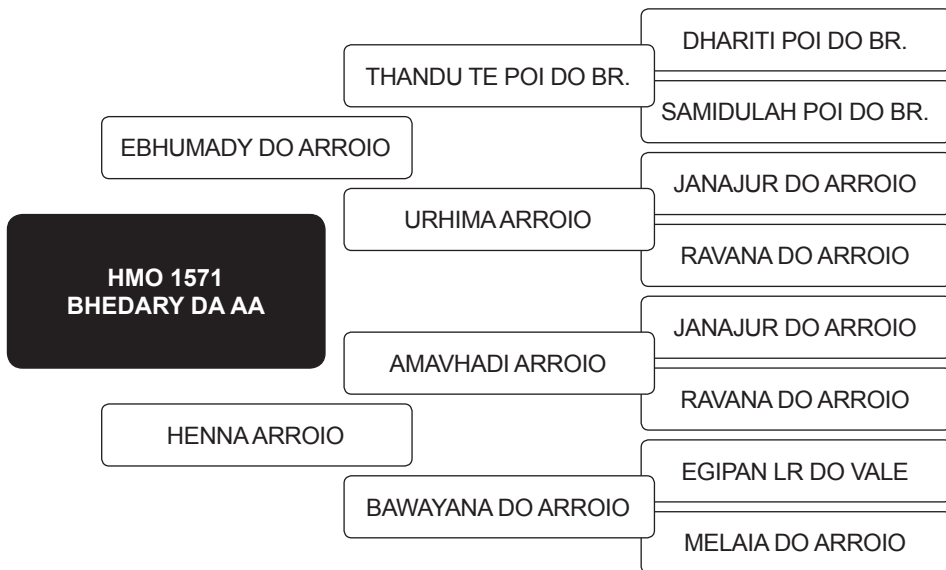 DHARITI POI DO BR.
THANDU TE POI DO BR.
SAMIDULAH POI DO BR.
EBHUMADY DO ARROIO
JANAJUR DO ARROIO
URHIMA ARROIO
RAVANA DO ARROIO
HMO 1571
BHEDARY DA AA
JANAJUR DO ARROIO
AMAVHADI ARROIO
RAVANA DO ARROIO
HENNA ARROIO
EGIPAN LR DO VALE
BAWAYANA DO ARROIO
MELAIA DO ARROIO